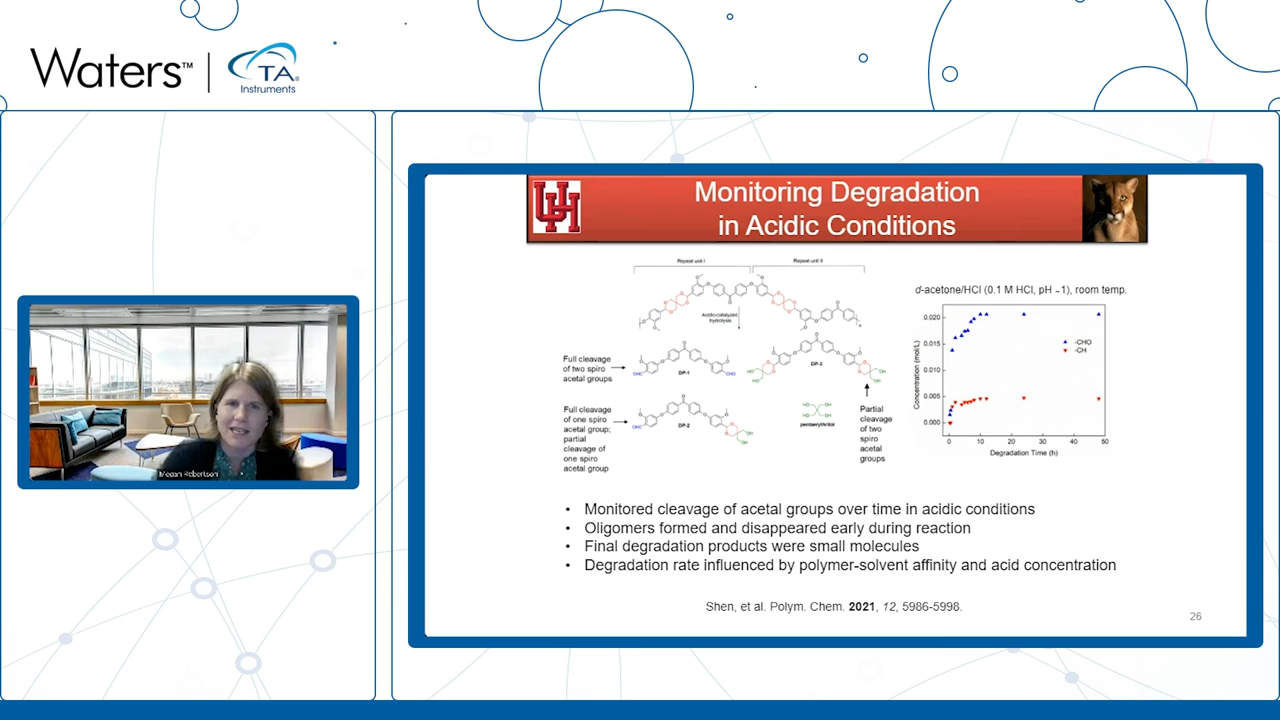 Waters™
TA®
Instruments
Megan Robertson
UH
Monitoring Degradation
in Acidic Conditions
Repeat unit I
Repeat unit II
Acidic-catalyzed
hydrolysis
Full cleavage
of two spiro
acetal groups
DP-1
DP-3
Full cleavage
of one spiro
acetal group;
partial
cleavage of
one spiro
acetal group
DP-2
pentaerythritol
Partial
cleavage
of two
spiro
acetal
groups
d-acetone/HCl (0.1 M HCl, pH ~1), room temp.
Concentration (mol/L)
0.020
0.015
0.010
0.005
0.000
-CHO
-CH
0 10 20 30 40 50
Degradation Time (h)
• Monitored cleavage of acetal groups over time in acidic conditions
• Oligomers formed and disappeared early during reaction
• Final degradation products were small molecules
• Degradation rate influenced by polymer-solvent affinity and acid concentration
Shen, et al. Polym. Chem. 2021, 12, 5986-5998.
26